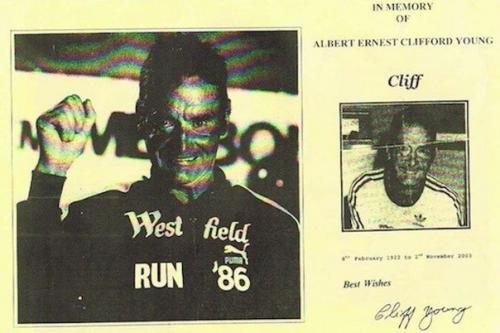 IN MEMORY
OF
ALBERT ERNEST CLIFFORD YOUNG
Cliff
West field
PUMA
RUN '86
8th February 1922 to 2nd November 2003
Best Wishes
Cliff Young